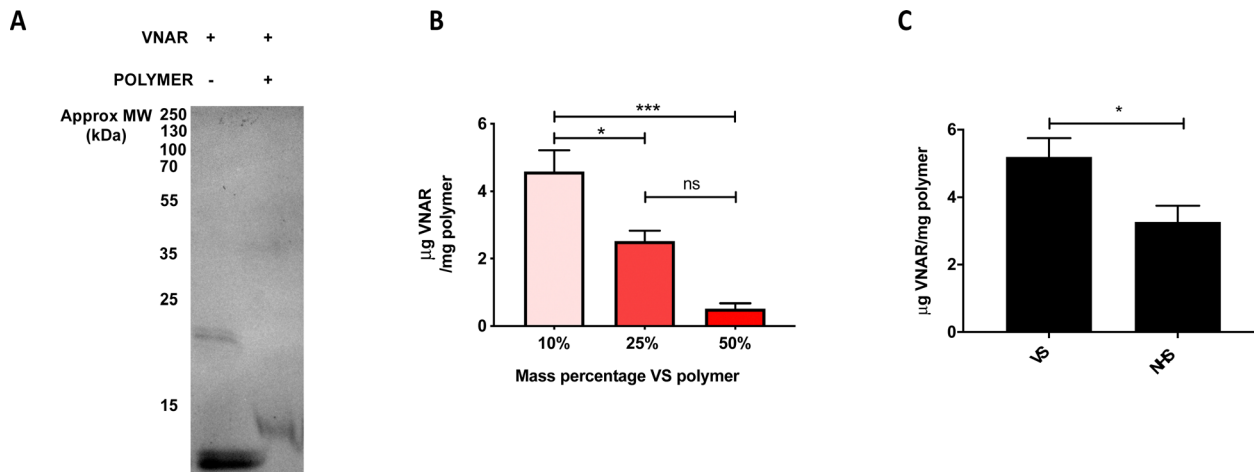 A
VNAR + +
POLYMER - +
Approx MW
(kDa)
250
130
100
70
55
35
25
15
B
μg VNAR
/mg polymer
6
4
2
0
***
*
ns
10% 25% 50%
Mass percentage VS polymer
C
μg VNAR/mg polymer
6
4
2
0
*
VS NHS